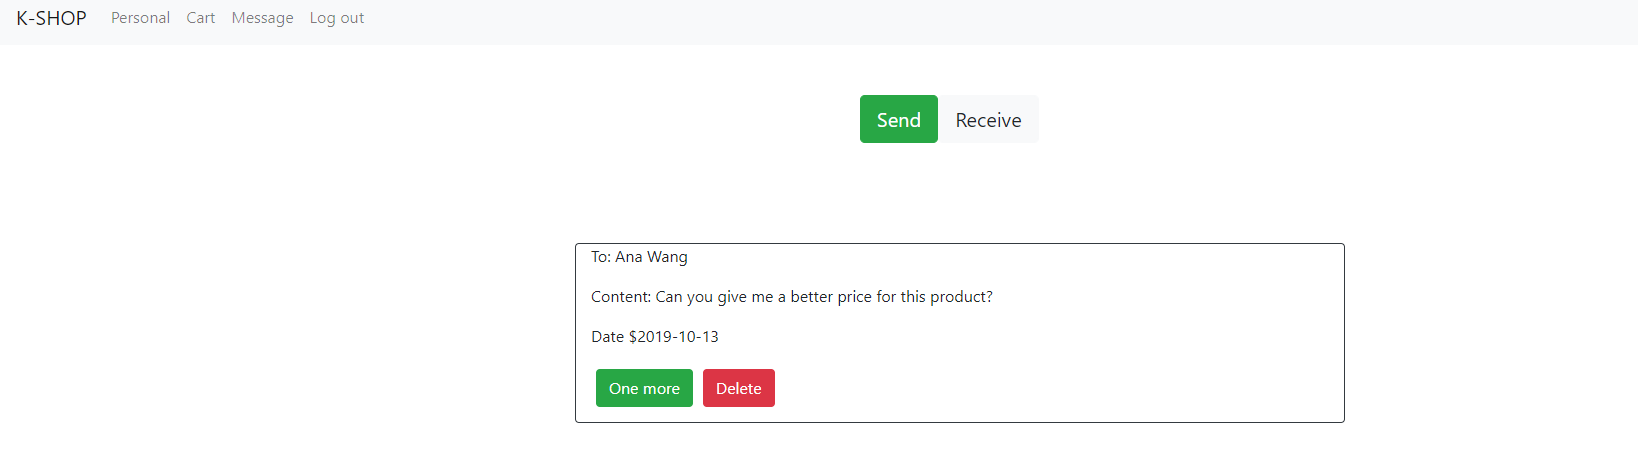 K-SHOP Personal Cart Message Log out
Send Receive
To: Ana Wang
Content: Can you give me a better price for this product?
Date $2019-10-13
One more Delete